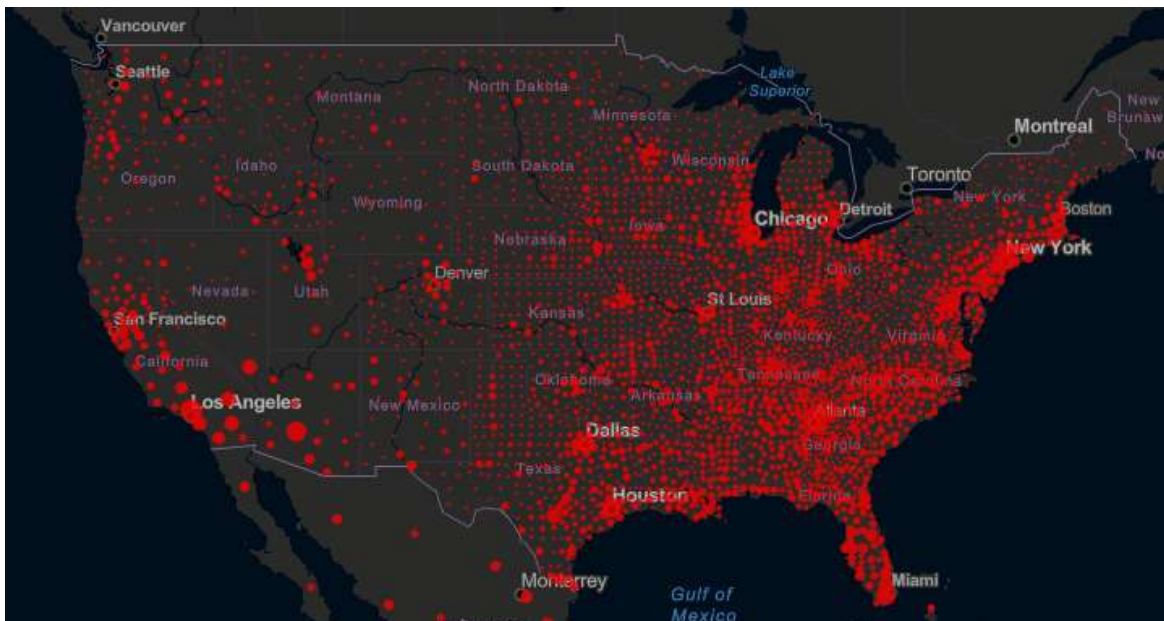 Vancouver
Seattle
Montana
North Dakota
Lake
Superior
Minnesota
New
Brunsw
Montreal
No
Idaho
Oregon
South Dakota
Wisconsin
Toronto
New York
Wyoming
Boston
Chicago
Detroit
Iowa
Nebraska
New York
Ohio
Denver
Nevada
Utah
St Louis
Kansas
San Francisco
Kentucky
Virginia
California
Oklahoma
Tennessee
North Carolina
Los Angeles
New Mexico
Arkansas
Atlanta
Dallas
Georgia
Texas
Houston
Florida
Monterrey
Miami
Gulf of
Mexico